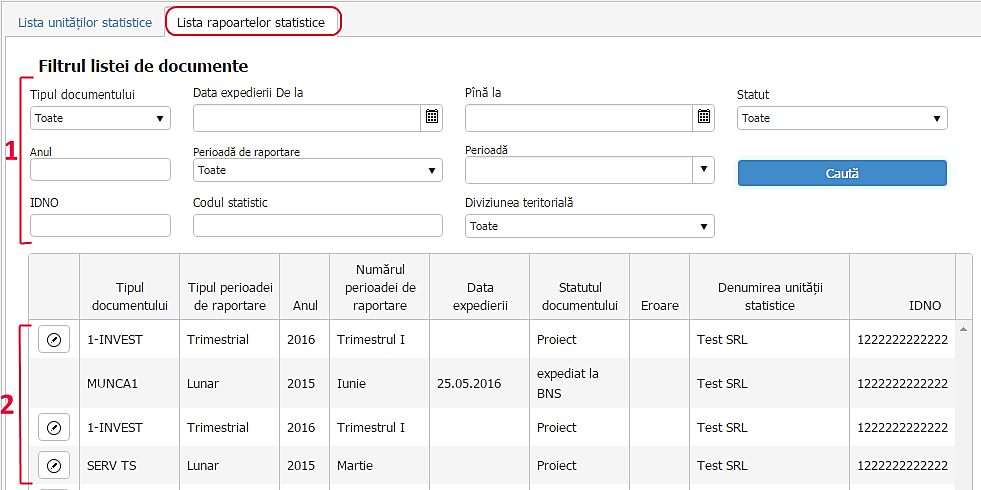 Lista unităților statistice Lista rapoartelor statistice
Filtrul listei de documente
1
Tipul documentului Data expedierii De la Pînă la Statut
Toate Toate
Anul Perioadă de raportare Perioadă
Toate Caută
IDNO Codul statistic Diviziunea teritorială
Toate
Tipul documentului Tipul perioadei de raportare Anul Numărul perioadei de raportare Data expedierii Statutul documentului Eroare Denumirea unității statistice IDNO
2
1-INVEST Trimestrial 2016 Trimestrul I Proiect Test SRL 1222222222222
MUNCA1 Lunar 2015 Iunie 25.05.2016 expediat la BNS Test SRL 1222222222222
1-INVEST Trimestrial 2016 Trimestrul I Proiect Test SRL 1222222222222
SERV TS Lunar 2015 Martie Proiect Test SRL 1222222222222